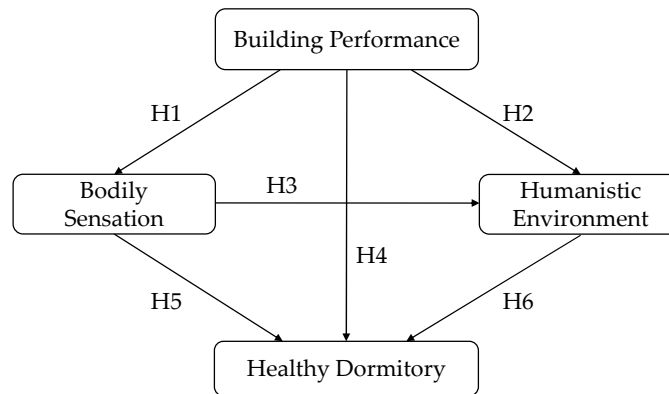 Building Performance
H1
H2
Bodily
Sensation
H3
Humanistic
Environment
H4
H5
H6
Healthy Dormitory